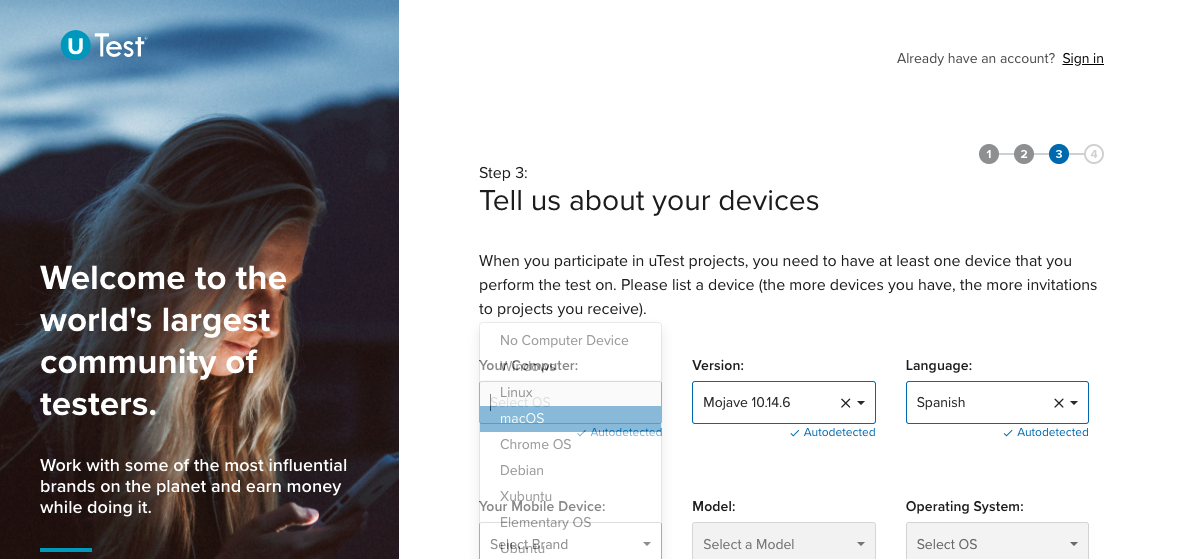 U Test
Already have an account? Sign in
1 2 3 4
Step 3:
Tell us about your devices
Welcome to the
world's largest
community of
testers.
Work with some of the most influential
brands on the planet and earn money
while doing it.
When you participate in uTest projects, you need to have at least one device that you
perform the test on. Please list a device (the more devices you have, the more invitations
to projects you receive).
Your Computer:
Select OS
Autodetected
No Computer Device
Windows
Linux
macOS
Chrome OS
Debian
Xubuntu
Elementary OS
Ubuntu
Version:
Mojave 10.14.6
Autodetected
Language:
Spanish
Autodetected
Your Mobile Device:
Select Brand
Model:
Select a Model
Operating System:
Select OS